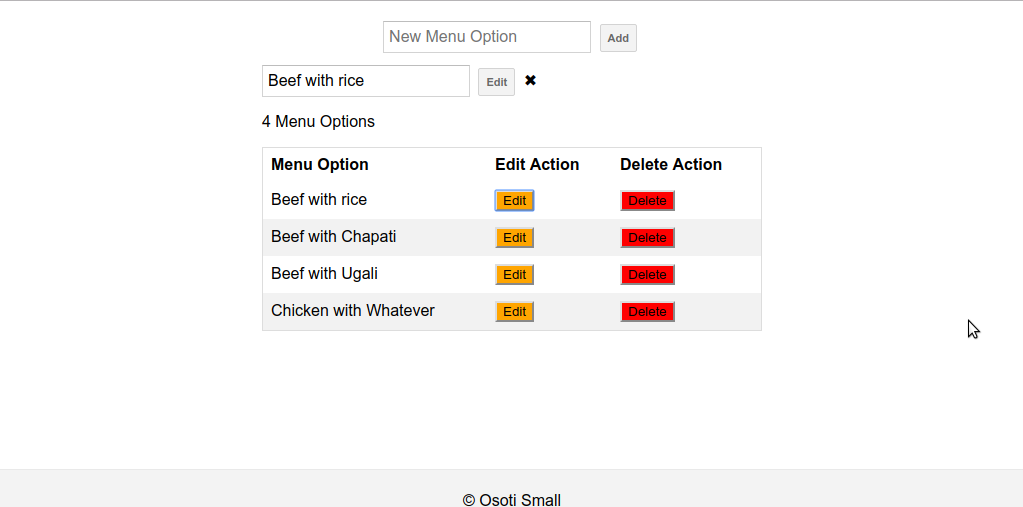 New Menu Option Add
Beef with rice Edit ✖
4 Menu Options
Menu Option Edit Action Delete Action
Beef with rice Edit Delete
Beef with Chapati Edit Delete
Beef with Ugali Edit Delete
Chicken with Whatever Edit Delete
© Osoti Small